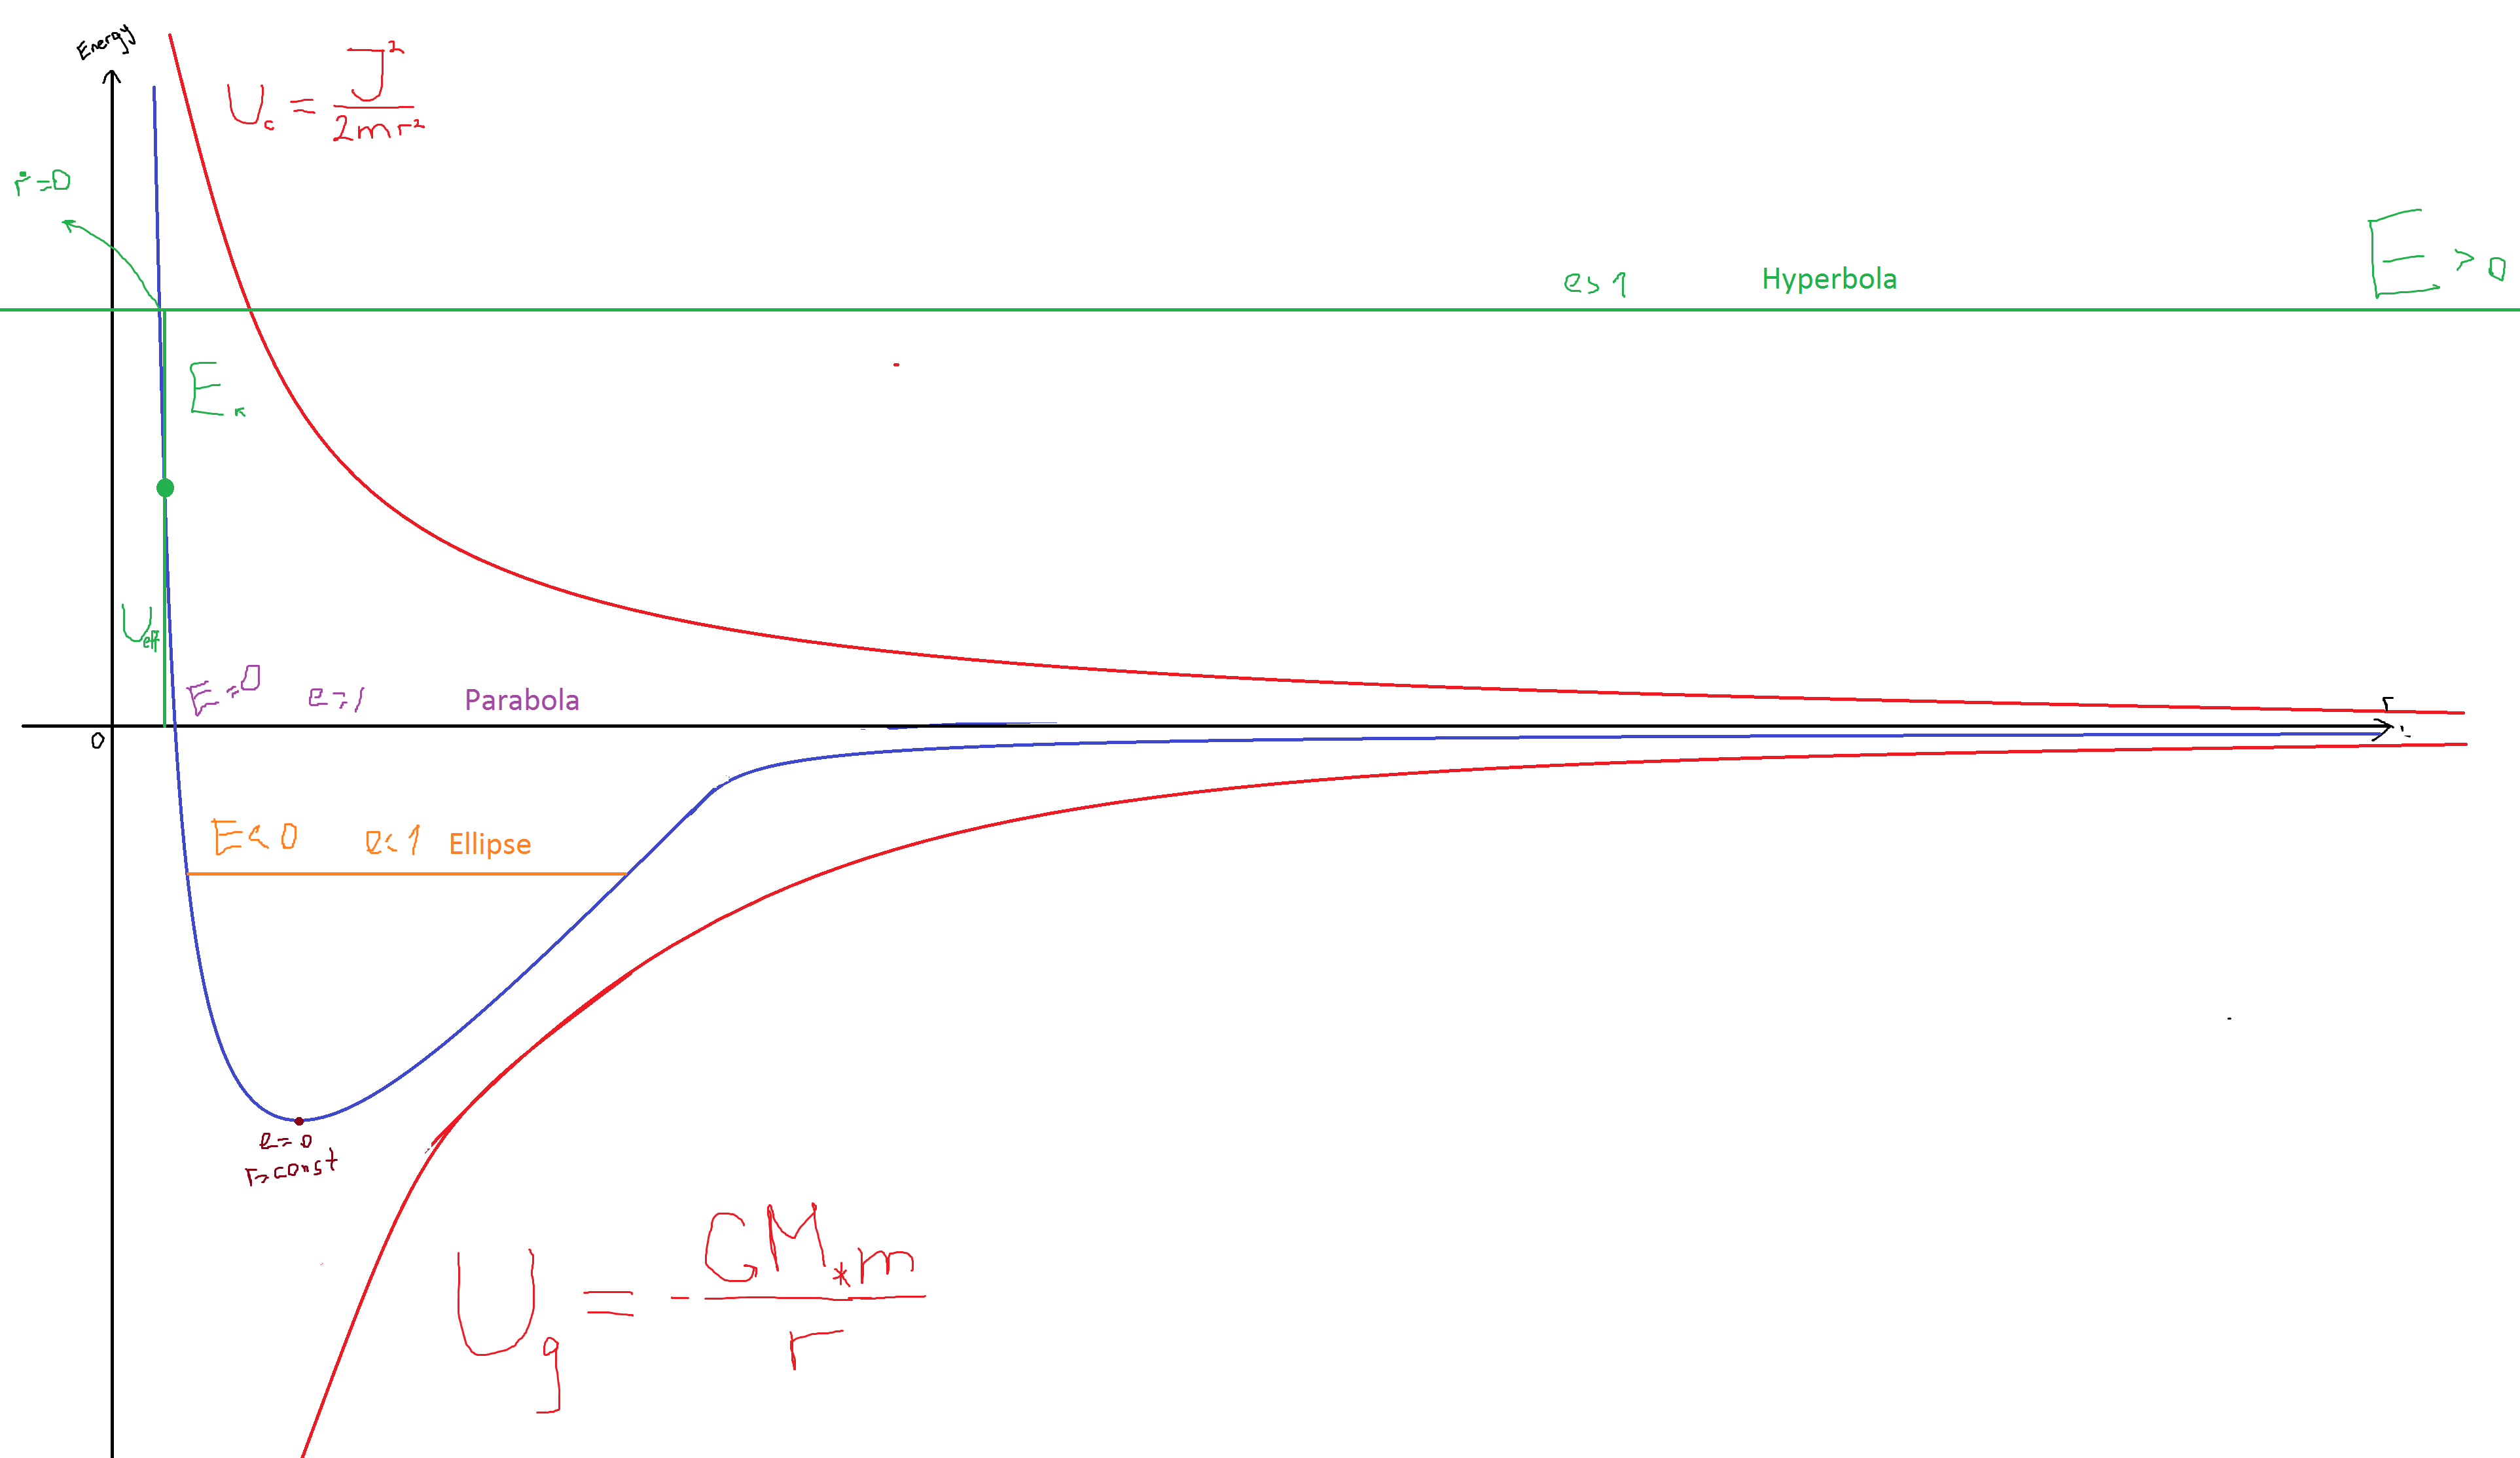 Energy
U_c = J² / 2mr²
ṙ=0
E > 0
e>1 Hyperbola
E_k
U_eff
E=0 e=1 Parabola
r
0
E<0 e<1 Ellipse
e=0
r=const
U_g = - GM_*m / r